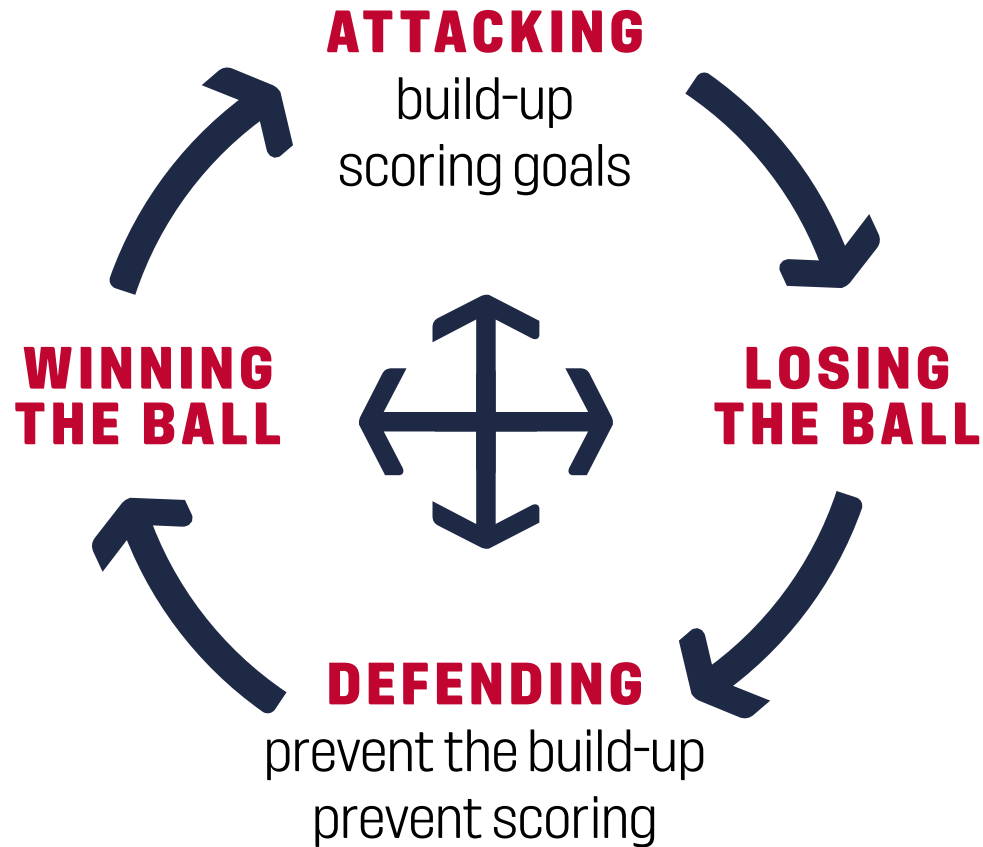 ATTACKING
build-up
scoring goals
WINNING
THE BALL
LOSING
THE BALL
DEFENDING
prevent the build-up
prevent scoring